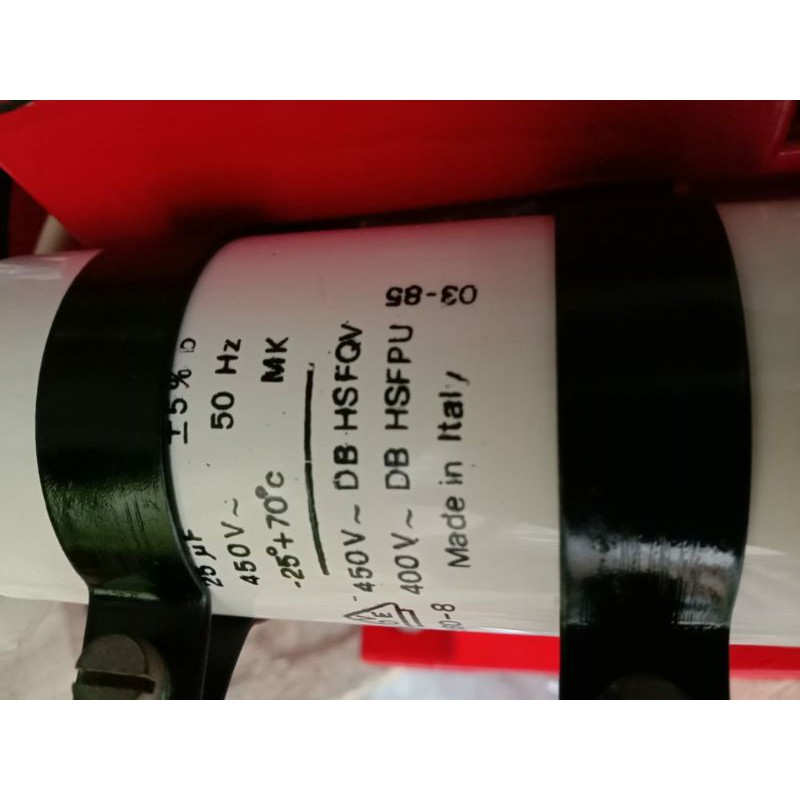 25 µF ±5%
450V~ 50 Hz
-25°+70°C MK
450V~ DB HSFQV
400V~ DB HSFPU
Made in Italy
03-85